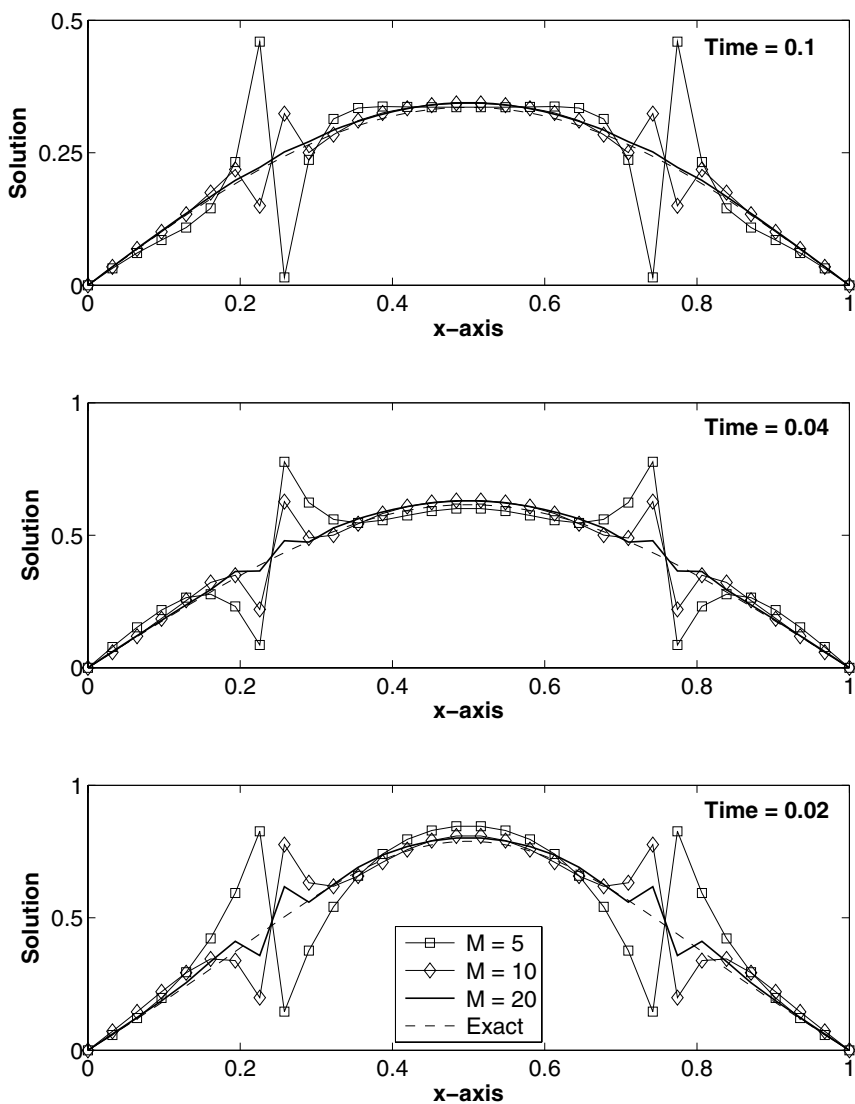 Time = 0.1
Solution
0.5
0.25
0
0 0.2 0.4 0.6 0.8 1
x-axis
Time = 0.04
Solution
1
0.5
0
0 0.2 0.4 0.6 0.8 1
x-axis
Time = 0.02
Solution
1
0.5
0
M = 5
M = 10
M = 20
Exact
0 0.2 0.4 0.6 0.8 1
x-axis